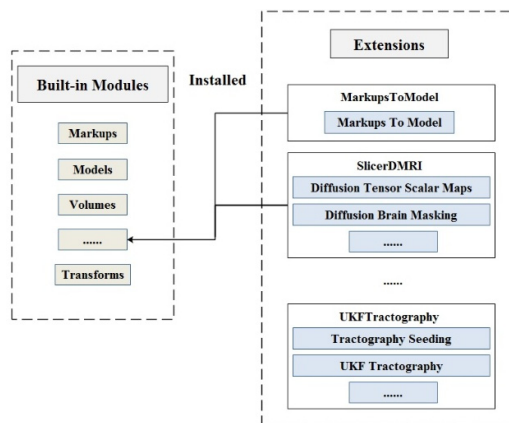 Built-in Modules
Markups
Models
Volumes
......
Transforms
Installed
Extensions
MarkupsToModel
Markups To Model
SlicerDMRI
Diffusion Tensor Scalar Maps
Diffusion Brain Masking
......
......
UKFTractography
Tractography Seeding
UKF Tractography
......